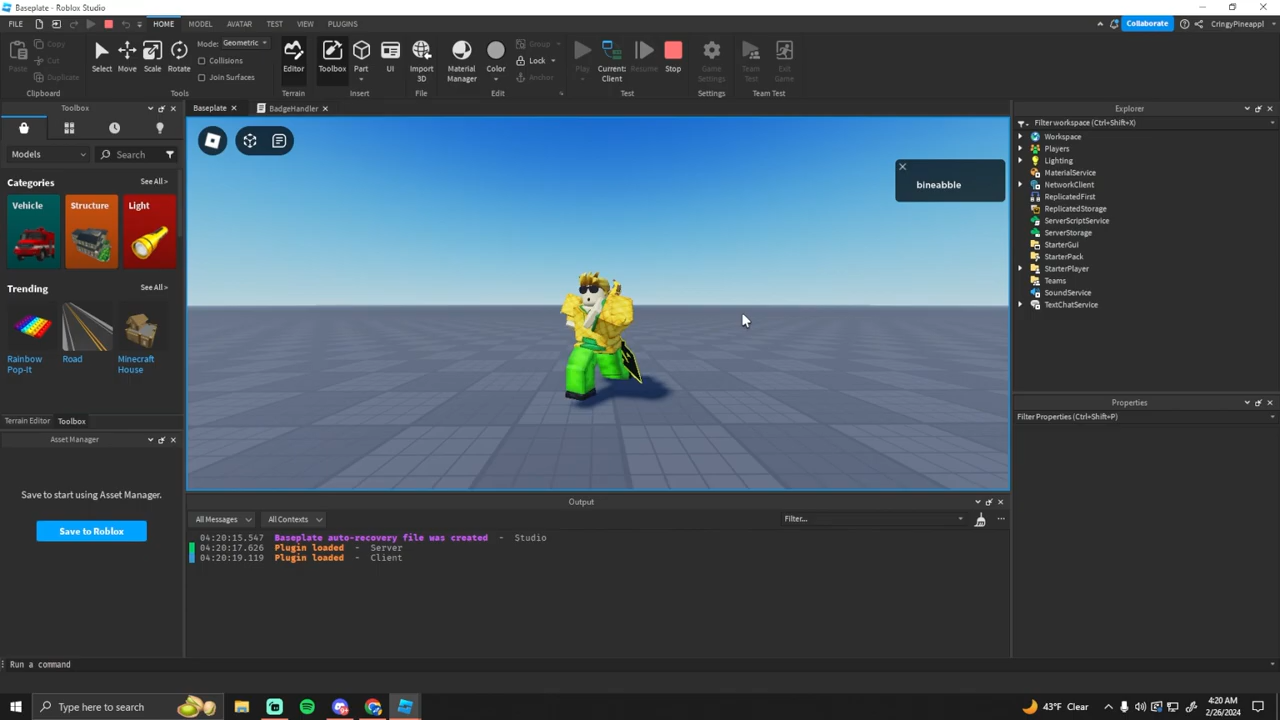 Baseplate - Roblox Studio
FILE
HOME
MODEL
AVATAR
TEST
VIEW
PLUGINS
Collaborate
CringyPineappl
Paste
Copy
Cut
Duplicate
Clipboard
Select
Move
Scale
Rotate
Mode: Geometric
Collisions
Join Surfaces
Tools
Editor
Terrain
Toolbox
Part
UI
Insert
Import
3D
File
Material
Manager
Color
Group
Lock
Anchor
Edit
Play
Current:
Client
Resume
Stop
Test
Game
Settings
Settings
Team
Test
Exit
Game
Team Test
Toolbox
Models
Search
Categories
See All >
Vehicle
Structure
Light
Trending
See All >
Rainbow
Pop-It
Road
Minecraft
House
Terrain Editor
Toolbox
Asset Manager
Save to start using Asset Manager.
Save to Roblox
Baseplate
BadgeHandler
bineabble
Output
All Messages
All Contexts
Filter...
04:20:15.547 Baseplate auto-recovery file was created - Studio
04:20:17.626 Plugin loaded - Server
04:20:19.119 Plugin loaded - Client
Explorer
Filter workspace (Ctrl+Shift+X)
Workspace
Players
Lighting
MaterialService
NetworkClient
ReplicatedFirst
ReplicatedStorage
ServerScriptService
ServerStorage
StarterGui
StarterPack
StarterPlayer
Teams
SoundService
TextChatService
Properties
Filter Properties (Ctrl+Shift+P)
Run a command
Type here to search
43°F Clear
4:20 AM
2/26/2024